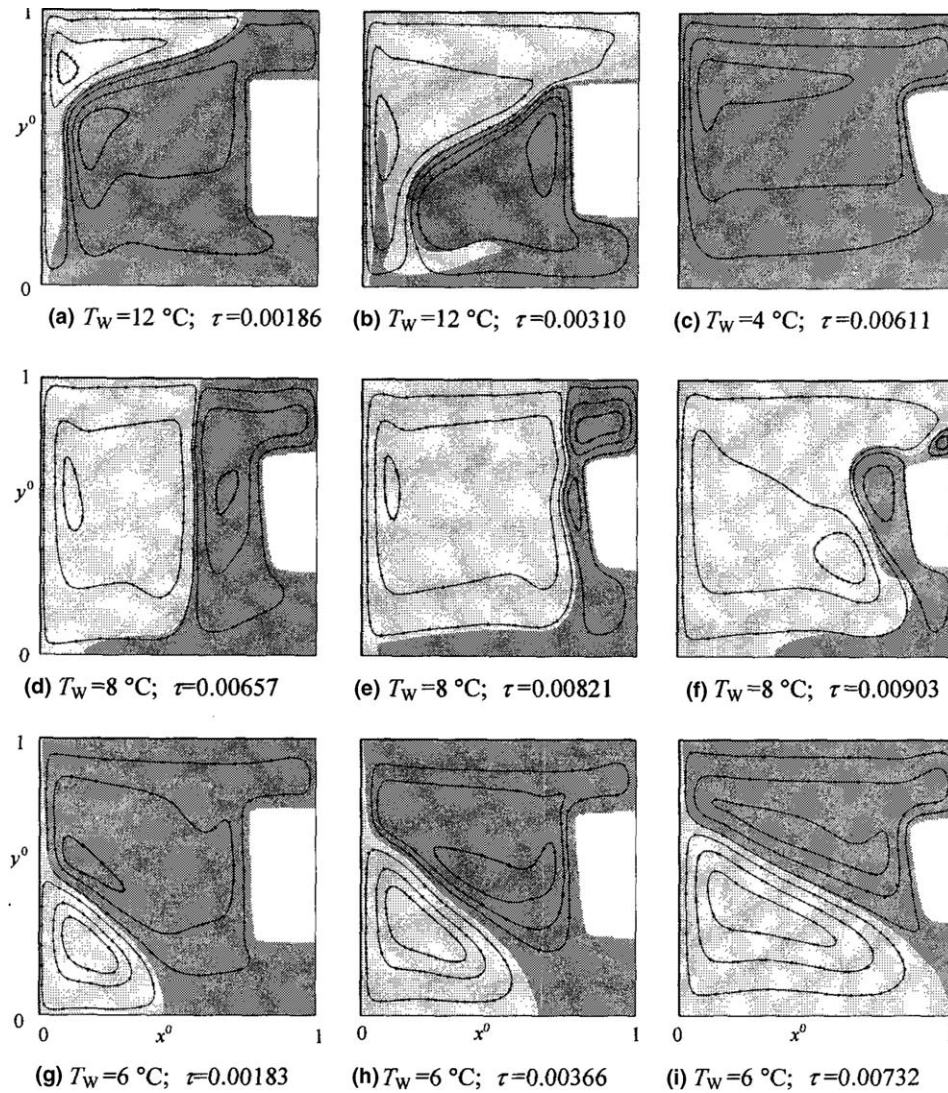 1
y⁰
0
(a) T_W=12 °C; τ=0.00186
(b) T_W=12 °C; τ=0.00310
(c) T_W=4 °C; τ=0.00611
1
y⁰
0
(d) T_W=8 °C; τ=0.00657
(e) T_W=8 °C; τ=0.00821
(f) T_W=8 °C; τ=0.00903
1
y⁰
0
0 x⁰ 1
0 x⁰ 1
0 x⁰ 1
(g) T_W=6 °C; τ=0.00183
(h) T_W=6 °C; τ=0.00366
(i) T_W=6 °C; τ=0.00732